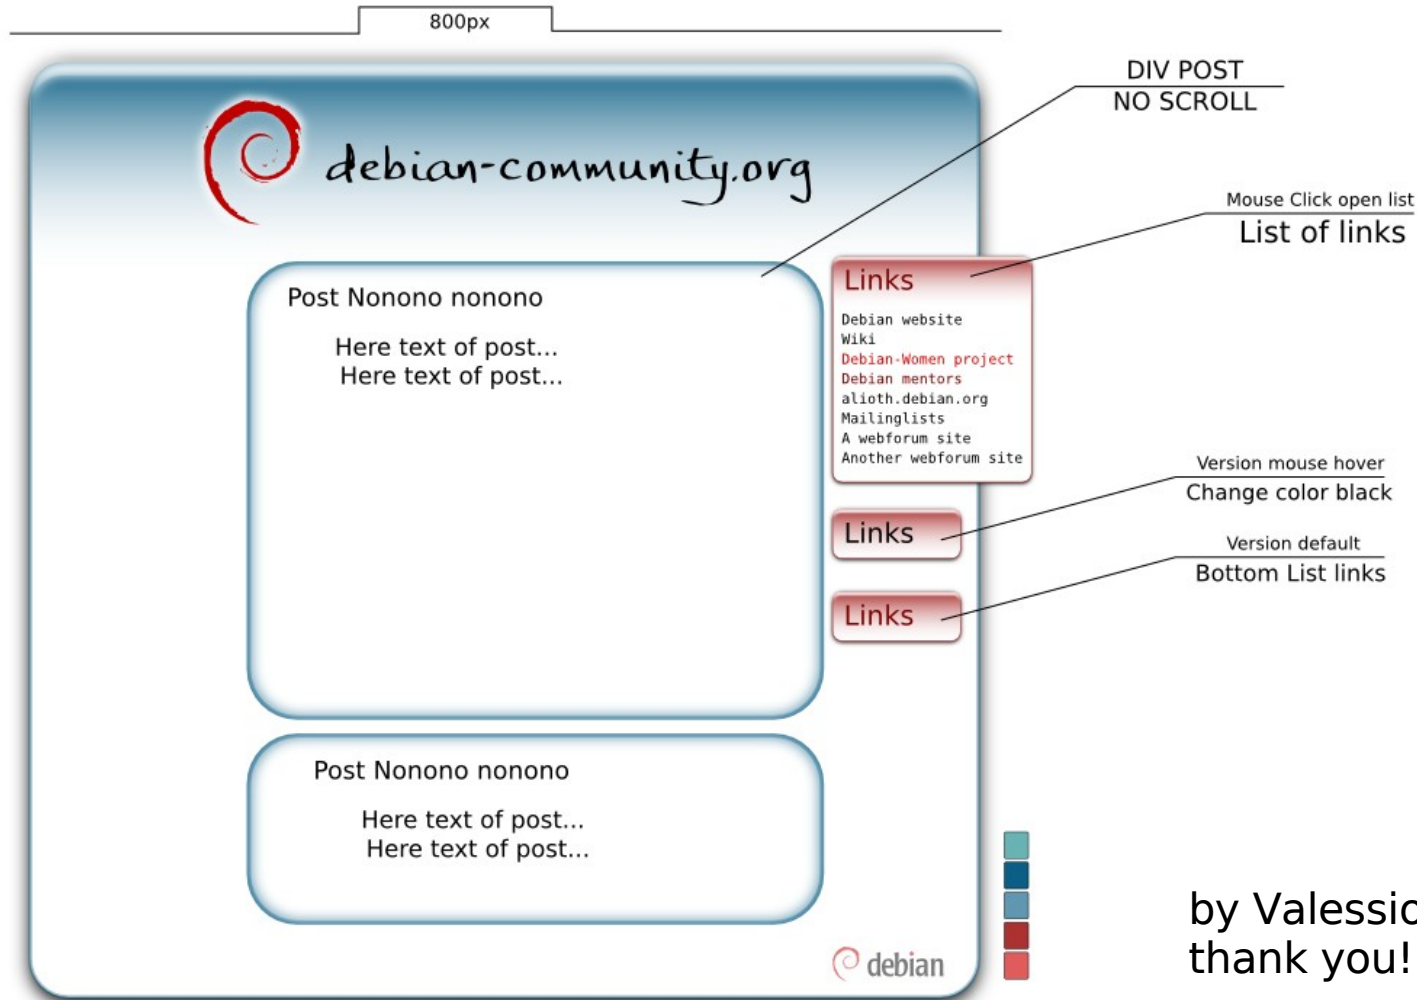 800px
debian-community.org
DIV POST
NO SCROLL
Mouse Click open list
List of links
Post Nonono nonono
Here text of post...
Here text of post...
Links
Debian website
Wiki
Debian-Women project
Debian mentors
alioth.debian.org
Mailinglists
A webforum site
Another webforum site
Version mouse hover
Change color black
Links
Version default
Bottom List links
Links
Post Nonono nonono
Here text of post...
Here text of post...
by Valessio
thank you!
debian